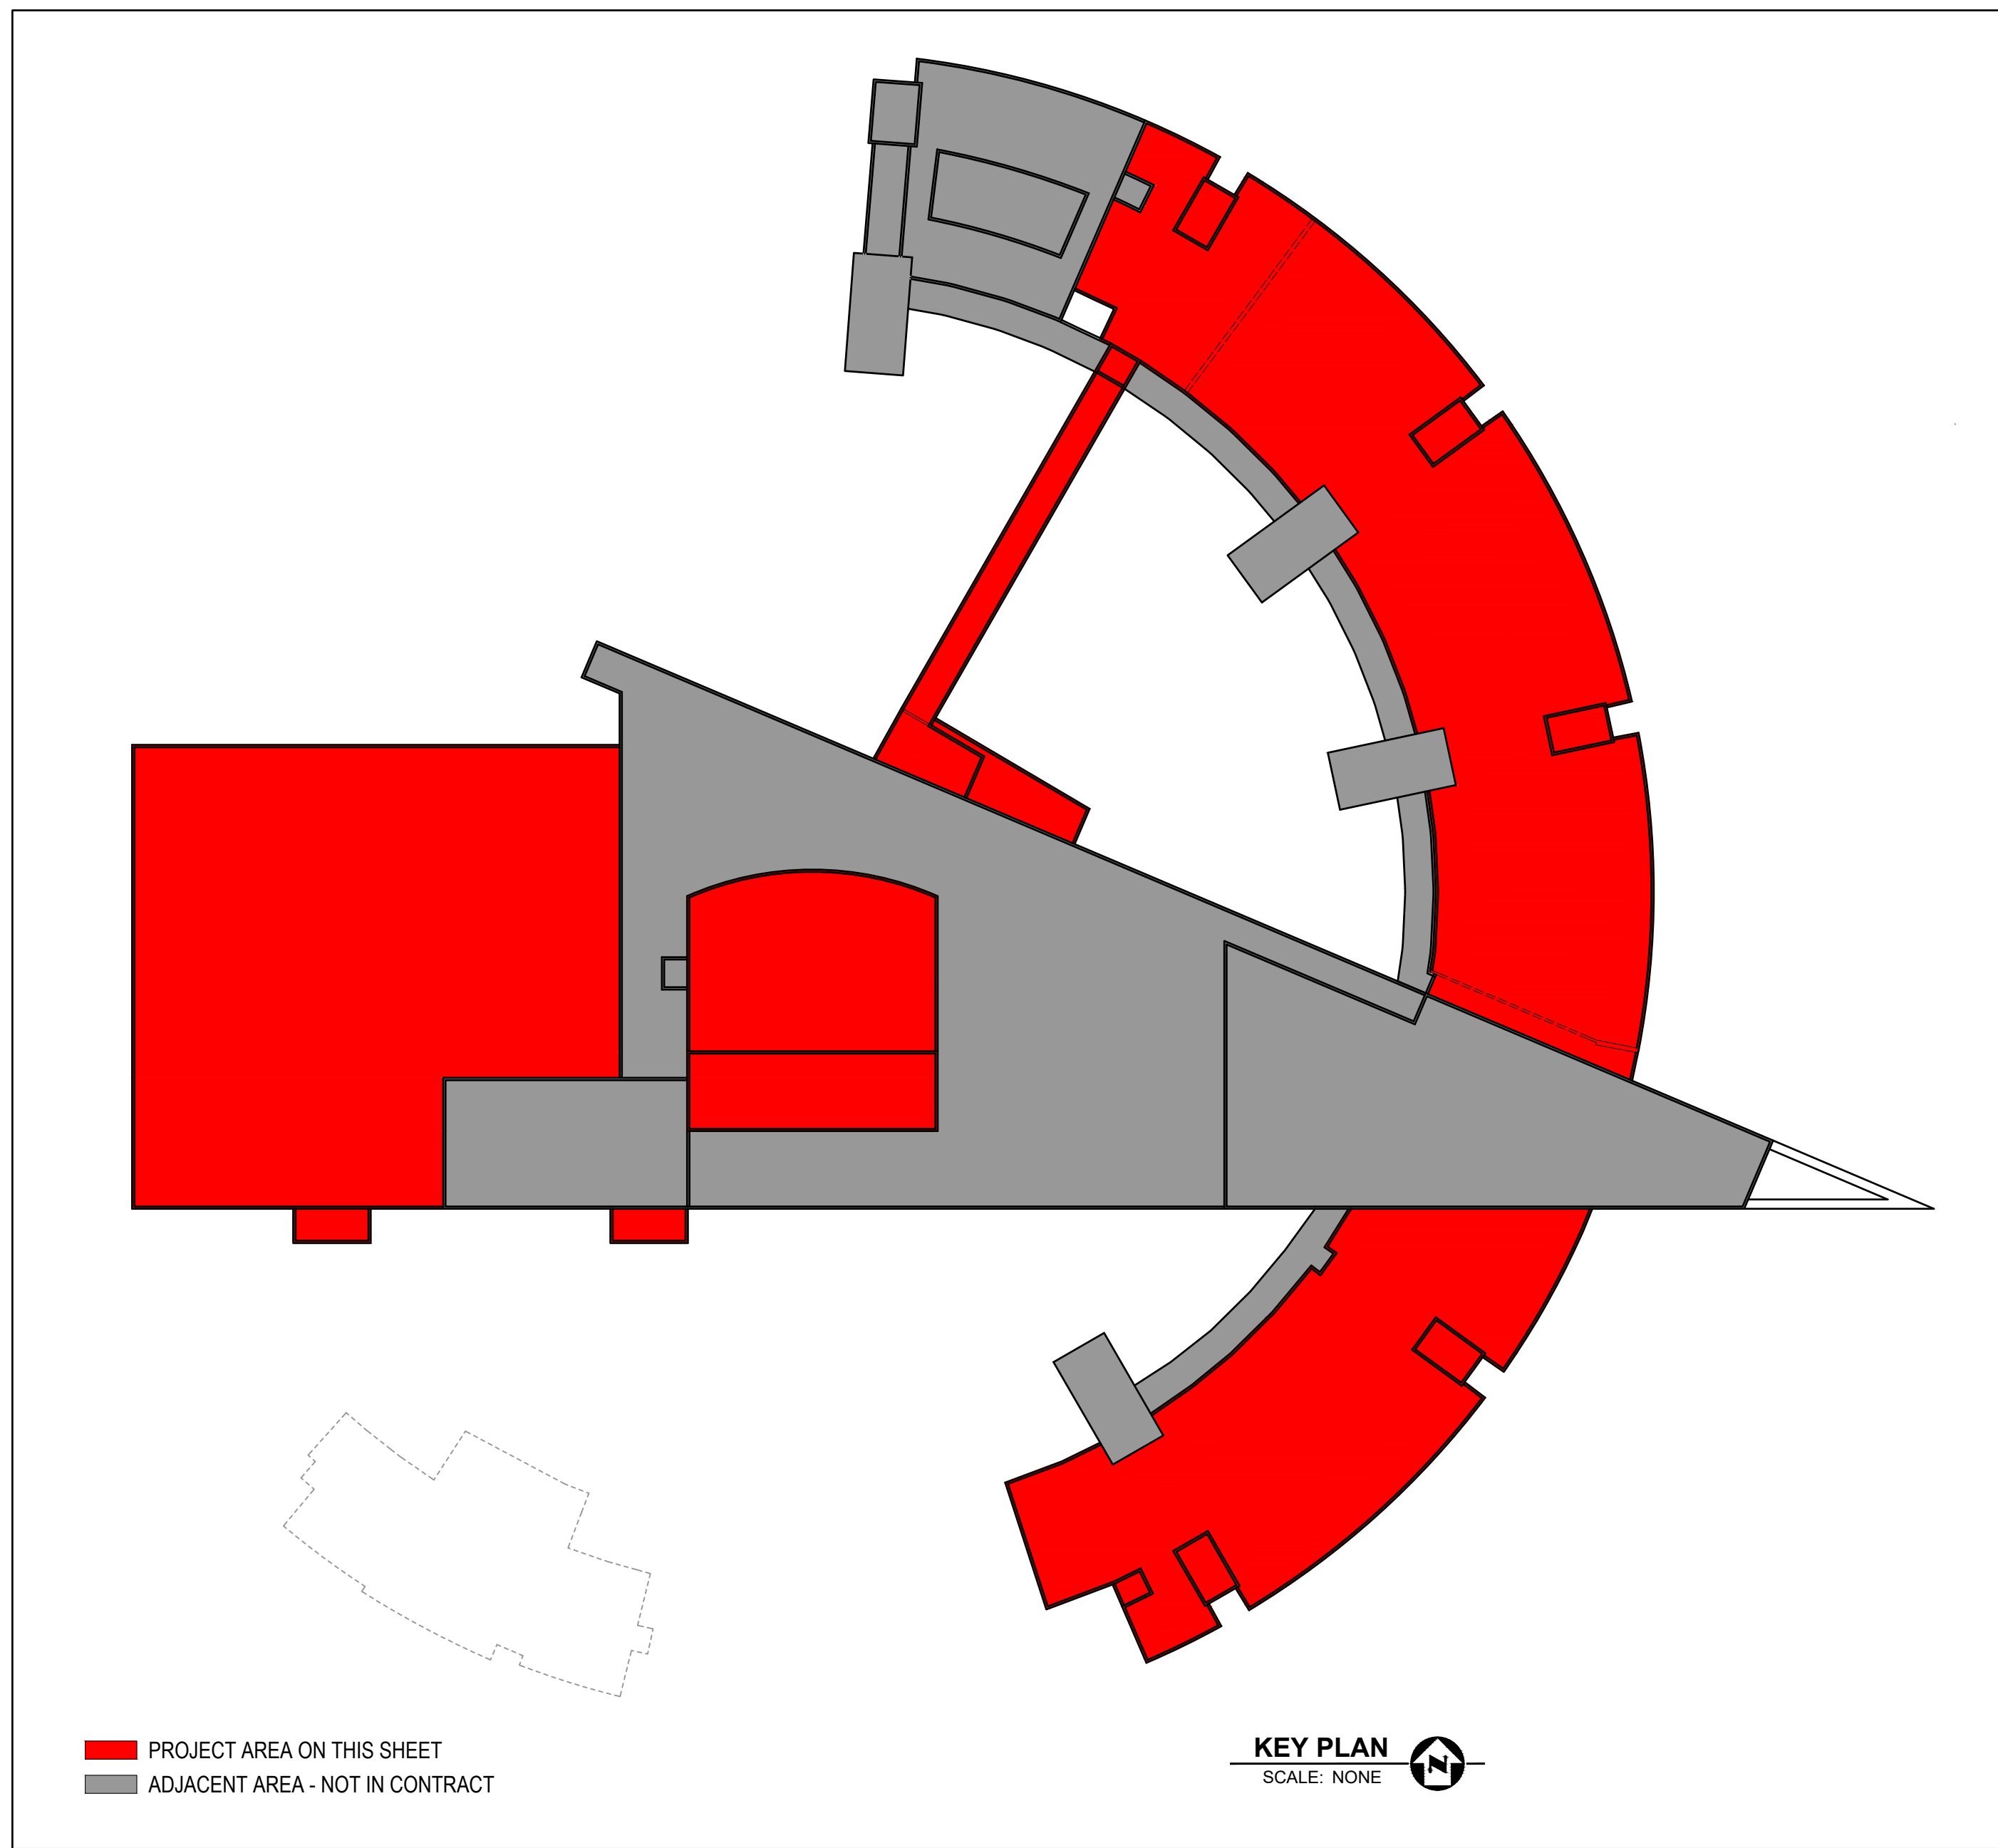 PROJECT AREA ON THIS SHEET
ADJACENT AREA - NOT IN CONTRACT
KEY PLAN
SCALE: NONE
N